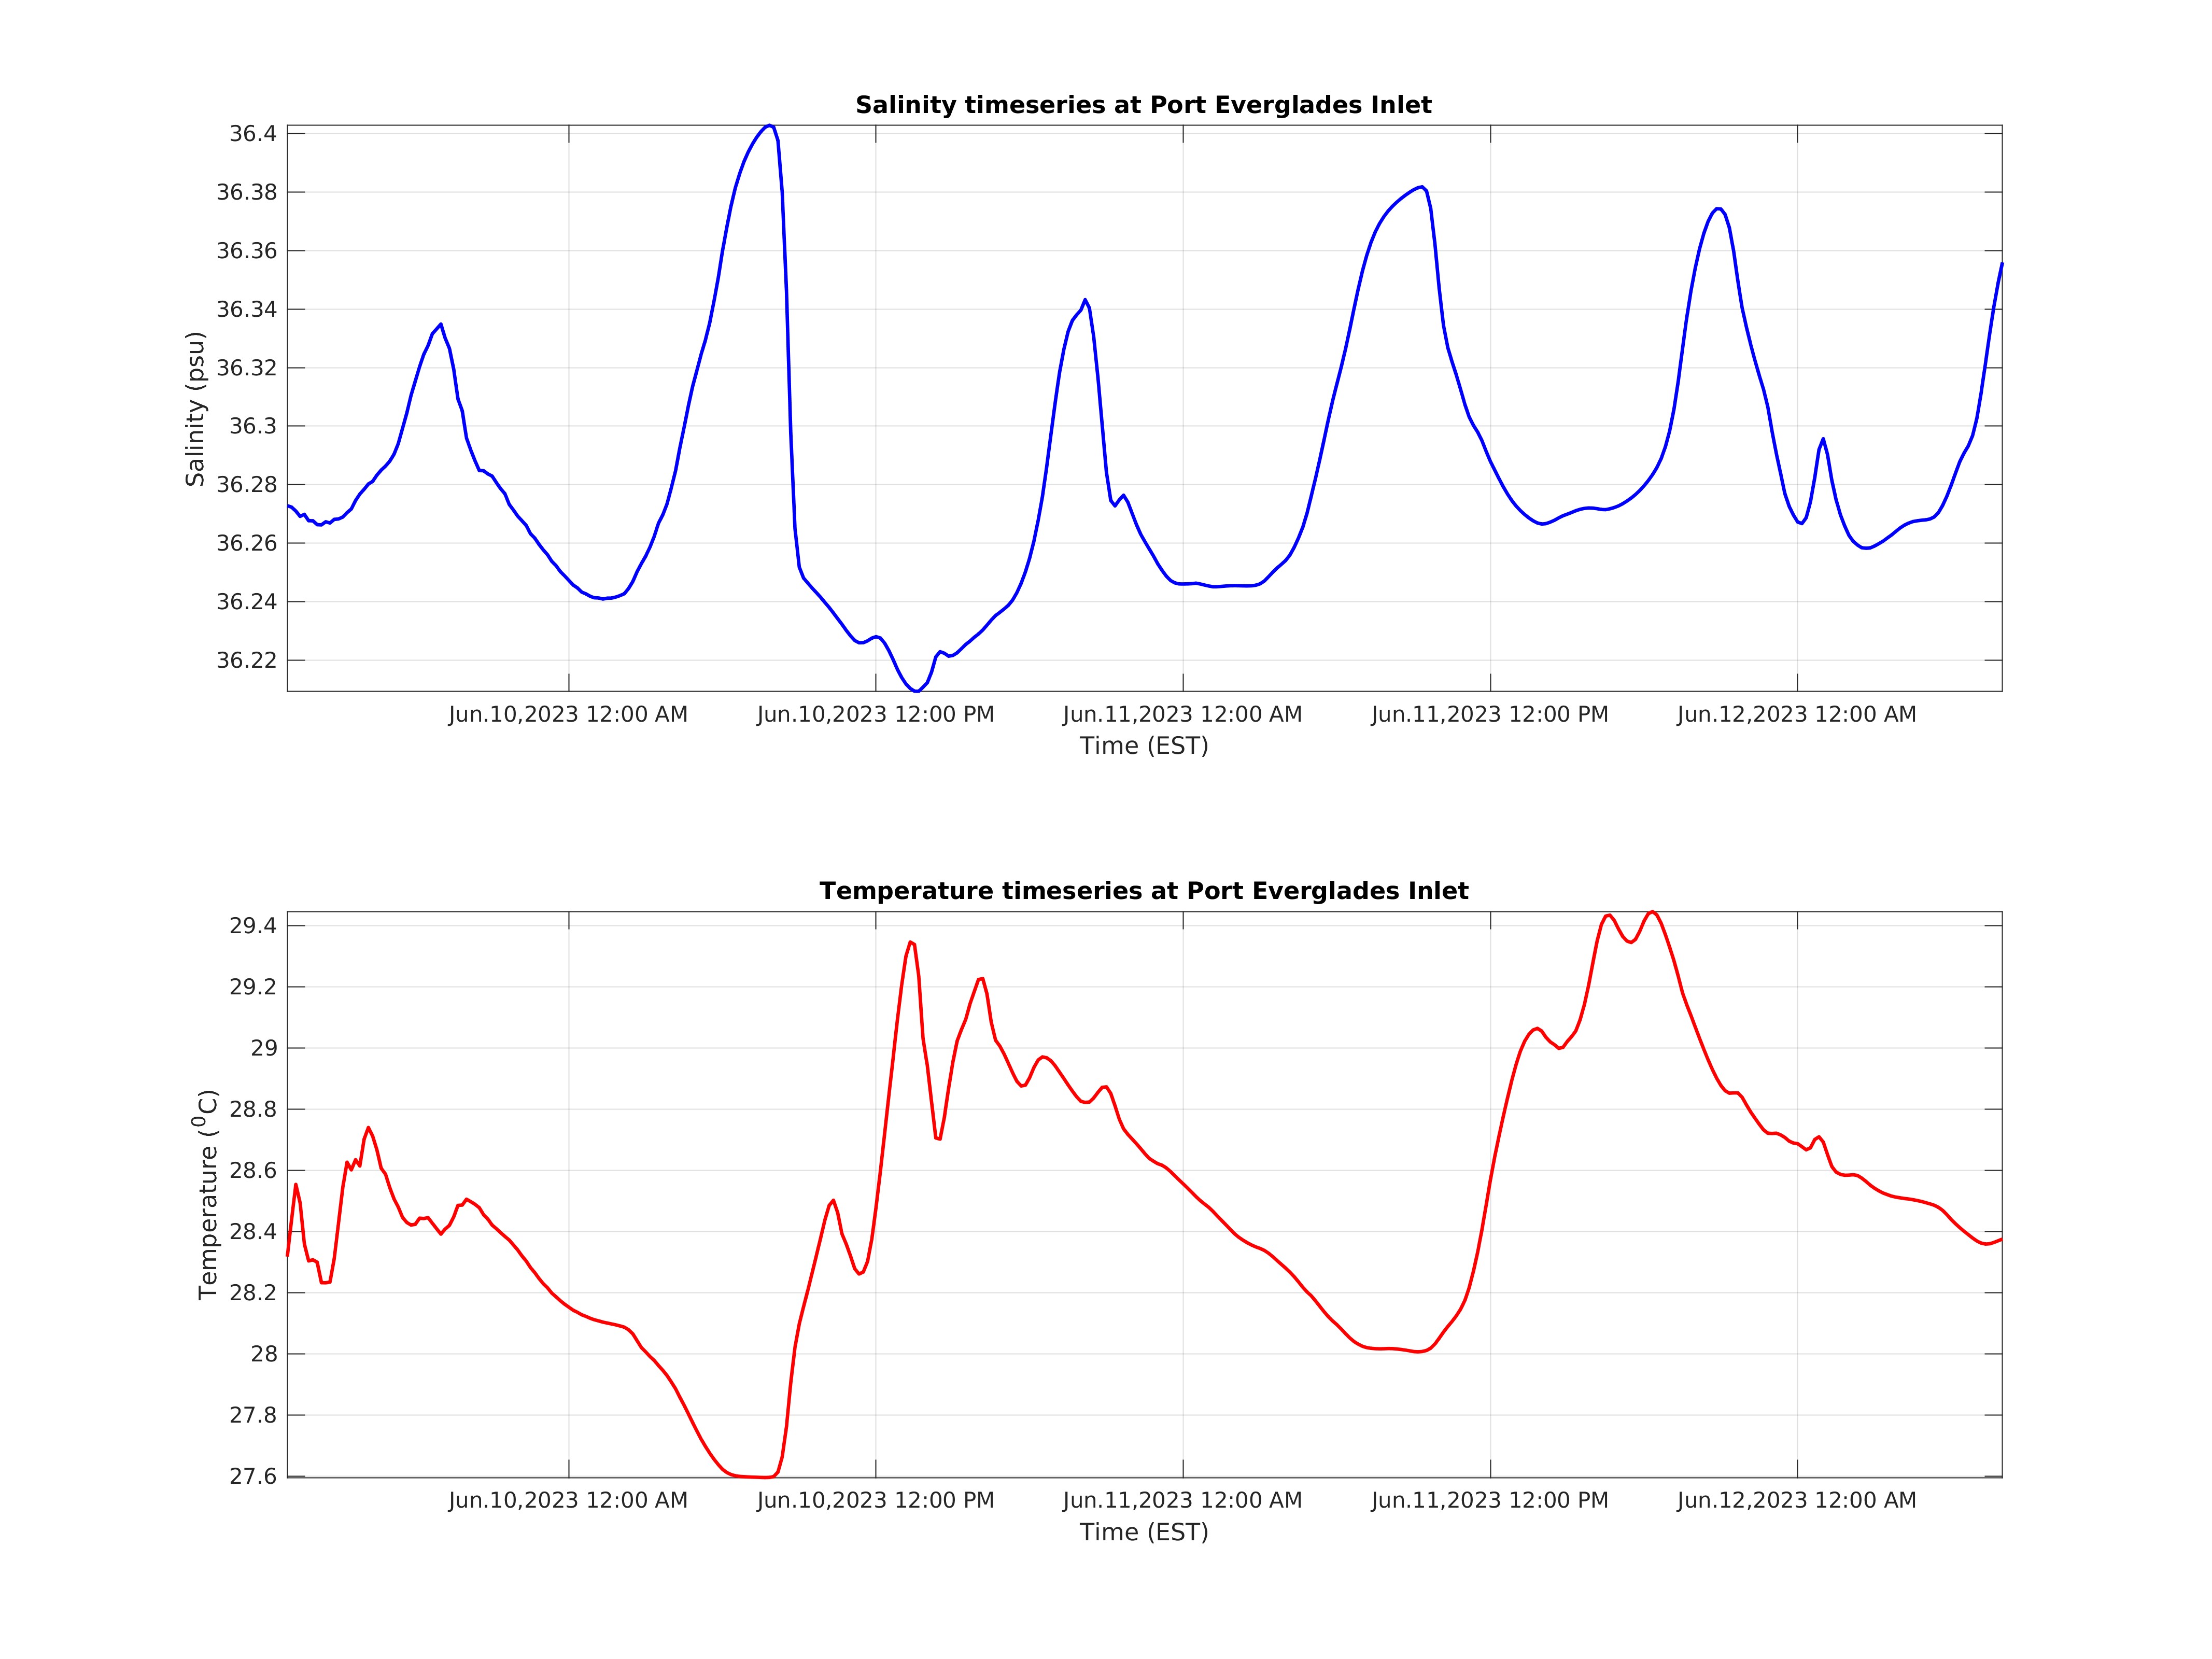 Salinity timeseries at Port Everglades Inlet
36.4
36.38
36.36
36.34
36.32
36.3
36.28
36.26
36.24
36.22
Salinity (psu)
Jun.10,2023 12:00 AM Jun.10,2023 12:00 PM Jun.11,2023 12:00 AM Jun.11,2023 12:00 PM Jun.12,2023 12:00 AM
Time (EST)
Temperature timeseries at Port Everglades Inlet
29.4
29.2
29
28.8
28.6
28.4
28.2
28
27.8
27.6
Temperature (⁰C)
Jun.10,2023 12:00 AM Jun.10,2023 12:00 PM Jun.11,2023 12:00 AM Jun.11,2023 12:00 PM Jun.12,2023 12:00 AM
Time (EST)